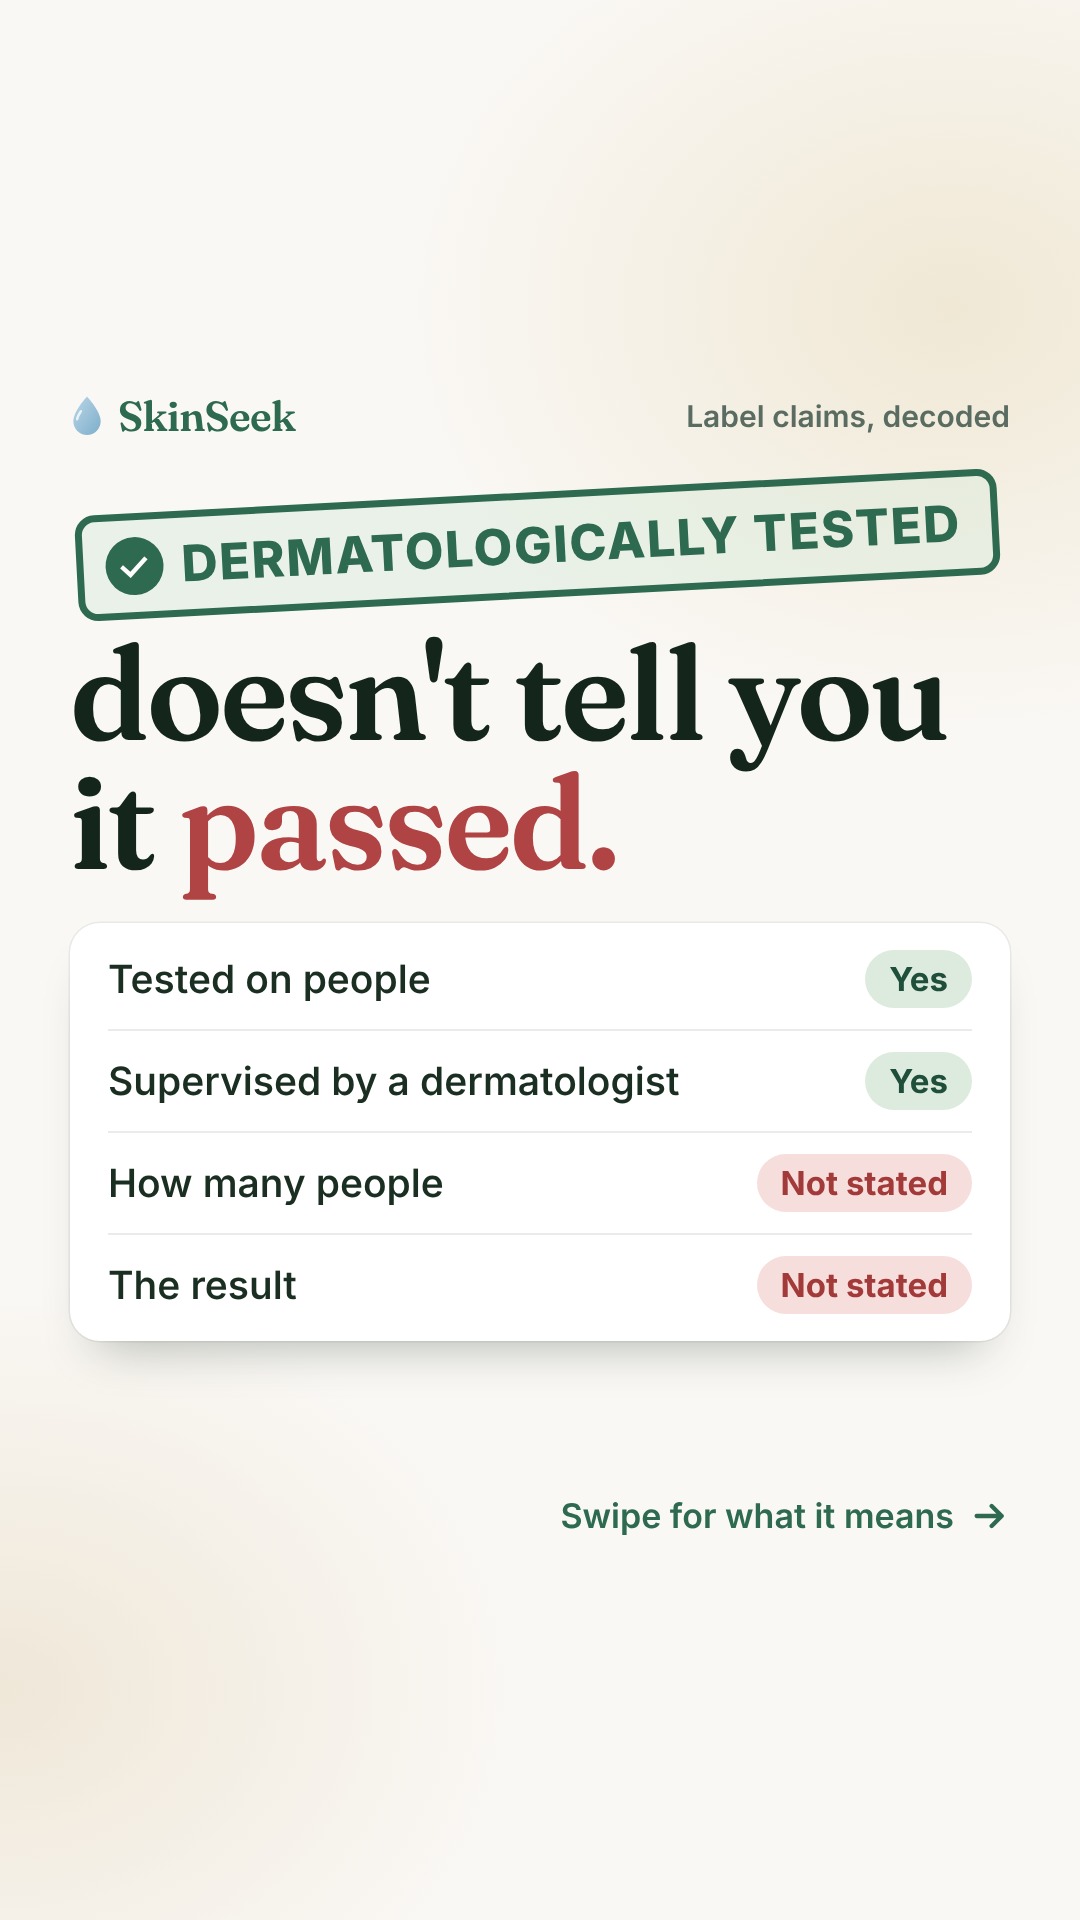 SkinSeek
Label claims, decoded
DERMATOLOGICALLY TESTED
doesn't tell you
it passed.
Tested on people
Yes
Supervised by a dermatologist
Yes
How many people
Not stated
The result
Not stated
Swipe for what it means →